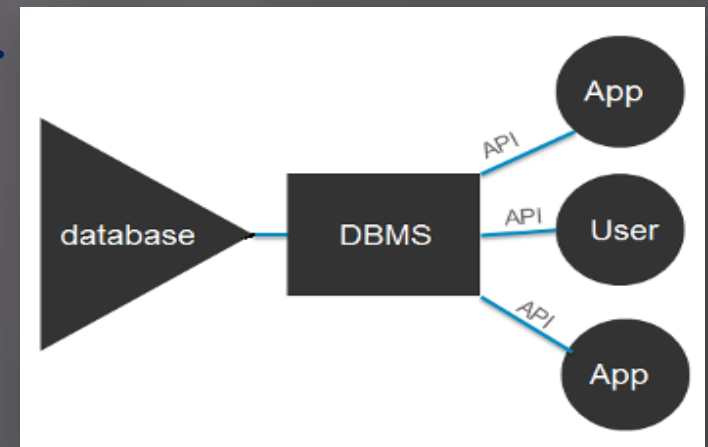 App
API
database
DBMS
API
User
API
App